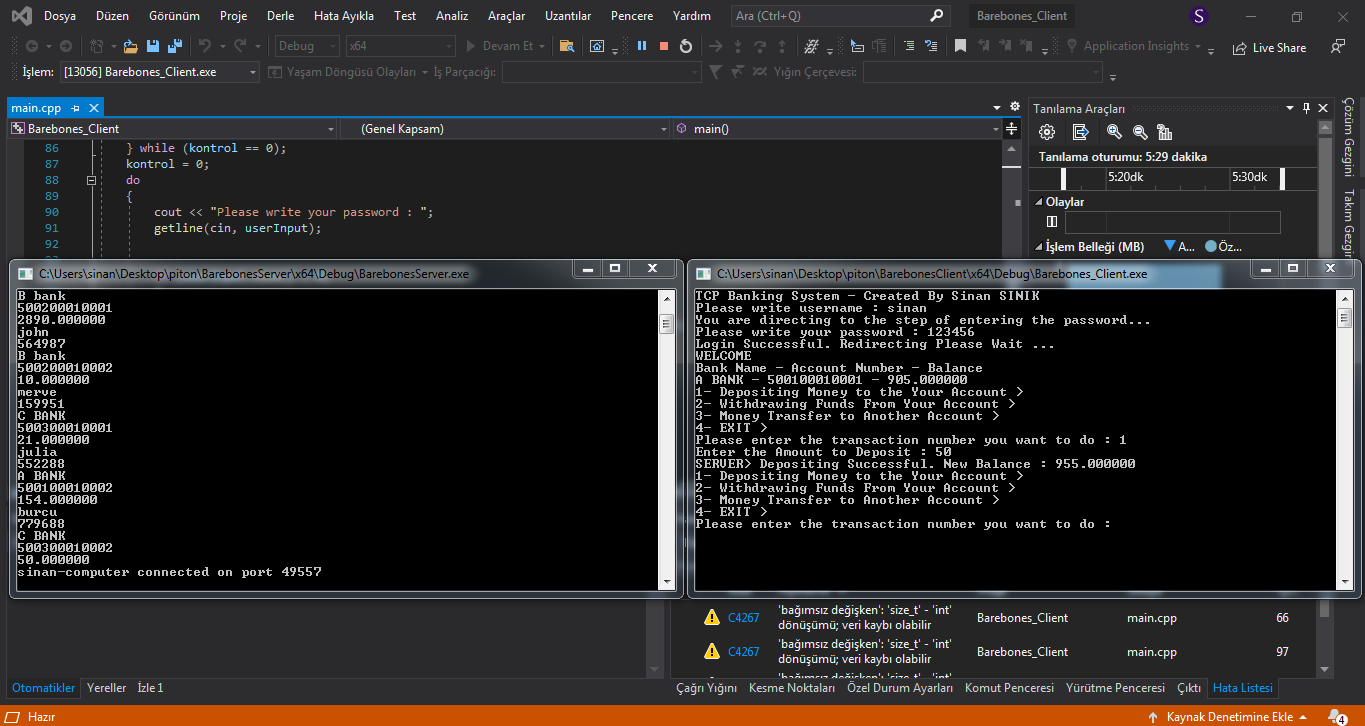 Dosya Düzen Görünüm Proje Derle Hata Ayıkla Test Analiz Araçlar Uzantılar Pencere Yardım Ara (Ctrl+Q) Barebones_Client S
Debug x64 Devam Et Application Insights Live Share
İşlem: [13056] Barebones_Client.exe Yaşam Döngüsü Olayları İş Parçacığı: Yığın Çerçevesi:
main.cpp
Barebones_Client (Genel Kapsam) main()
86 } while (kontrol == 0);
87 kontrol = 0;
88 do
89 {
90 cout << "Please write your password : ";
91 getline(cin, userInput);
92
Tanılama Araçları
Tanılama oturumu: 5:29 dakika
5:20dk 5:30dk
Olaylar
İşlem Belleği (MB) A... Öz...
Çözüm Gezgini
Takım Gezgin
C:\Users\sinan\Desktop\piton\BarebonesServer\x64\Debug\BarebonesServer.exe
B bank
500200010001
2890.000000
john
564987
B bank
500200010002
10.000000
merve
159951
C BANK
500300010001
21.000000
julia
552288
A BANK
500100010002
154.000000
burcu
779688
C BANK
500300010002
50.000000
sinan-computer connected on port 49557
C:\Users\sinan\Desktop\piton\BarebonesClient\x64\Debug\Barebones_Client.exe
TCP Banking System - Created By Sinan SINIK
Please write username : sinan
You are directing to the step of entering the password...
Please write your password : 123456
Login Successful. Redirecting Please Wait ...
WELCOME
Bank Name - Account Number - Balance
A BANK - 500100010001 - 905.000000
1- Depositing Money to the Your Account >
2- Withdrawing Funds From Your Account >
3- Money Transfer to Another Account >
4- EXIT >
Please enter the transaction number you want to do : 1
Enter the Amount to Deposit : 50
SERVER> Depositing Successful. New Balance : 955.000000
1- Depositing Money to the Your Account >
2- Withdrawing Funds From Your Account >
3- Money Transfer to Another Account >
4- EXIT >
Please enter the transaction number you want to do :
C4267 'bağımsız değişken': 'size_t' - 'int' Barebones_Client main.cpp 66
dönüşümü; veri kaybı olabilir
C4267 'bağımsız değişken': 'size_t' - 'int' Barebones_Client main.cpp 97
dönüşümü; veri kaybı olabilir
Otomatikler Yereller İzle 1
Çağrı Yığını Kesme Noktaları Özel Durum Ayarları Komut Penceresi Yürütme Penceresi Çıktı Hata Listesi
Hazır Kaynak Denetimine Ekle 4